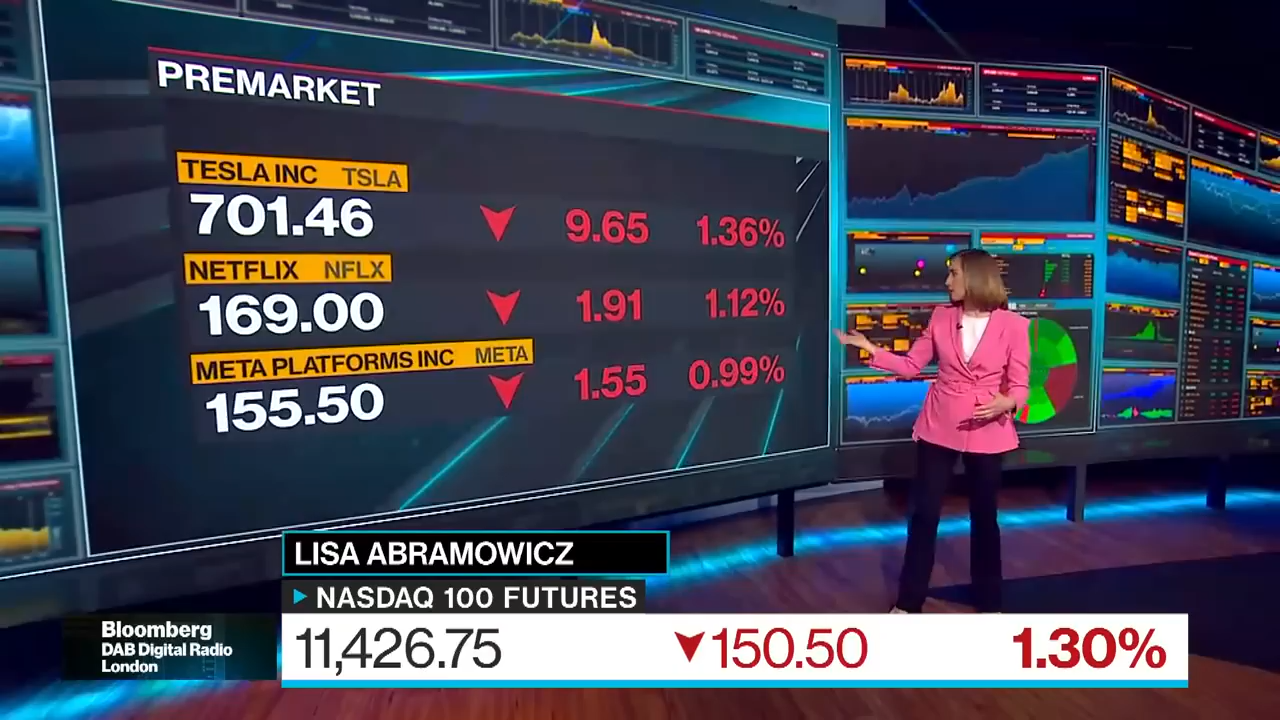 PREMARKET
TESLA INC TSLA
701.46 9.65 1.36%
NETFLIX NFLX
169.00 1.91 1.12%
META PLATFORMS INC META
155.50 1.55 0.99%
LISA ABRAMOWICZ
NASDAQ 100 FUTURES
11,426.75 150.50 1.30%
Bloomberg
DAB Digital Radio
London